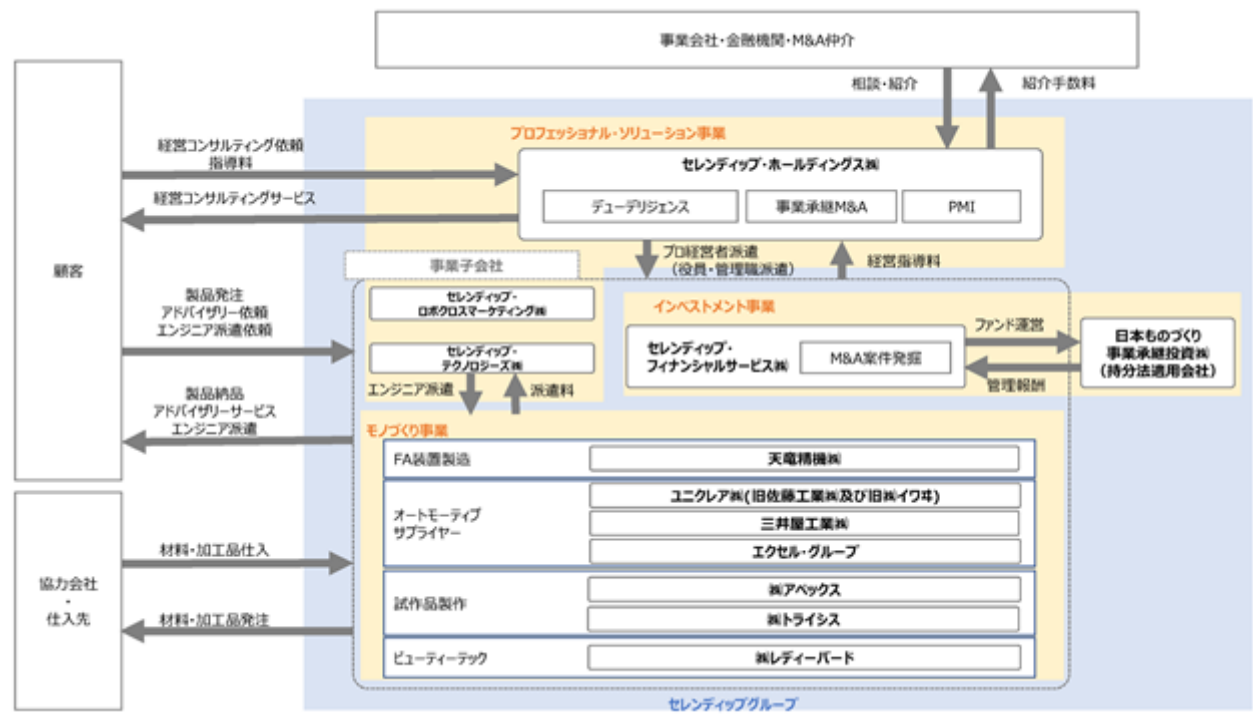 事業会社・金融機関・M&A仲介
相談・紹介
紹介手数料
プロフェッショナル・ソリューション事業
経営コンサルティング依頼
指導料
セレンディップ・ホールディングス㈱
経営コンサルティングサービス
デューデリジェンス
事業承継M&A
PMI
顧客
プロ経営者派遣
(役員・管理職派遣)
経営指導料
事業子会社
製品発注
アドバイザリー依頼
エンジニア派遣依頼
セレンディップ・
ロボクロスマーケティング㈱
セレンディップ・
テクノロジーズ㈱
エンジニア派遣
派遣料
インベストメント事業
セレンディップ・
フィナンシャルサービス㈱
M&A案件発掘
ファンド運営
管理報酬
日本ものづくり
事業承継投資㈱
(持分法適用会社)
製品納品
アドバイザリーサービス
エンジニア派遣
モノづくり事業
FA装置製造
天竜精機㈱
オートモーティブ
サプライヤー
ユニクレア㈱(旧佐藤工業㈱及び旧㈱イワヰ)
三井屋工業㈱
エクセル・グループ
協力会社
・
仕入先
材料・加工品仕入
材料・加工品発注
試作品製作
㈱アペックス
㈱トライシス
ビューティーテック
㈱レディーバード
セレンディップグループ